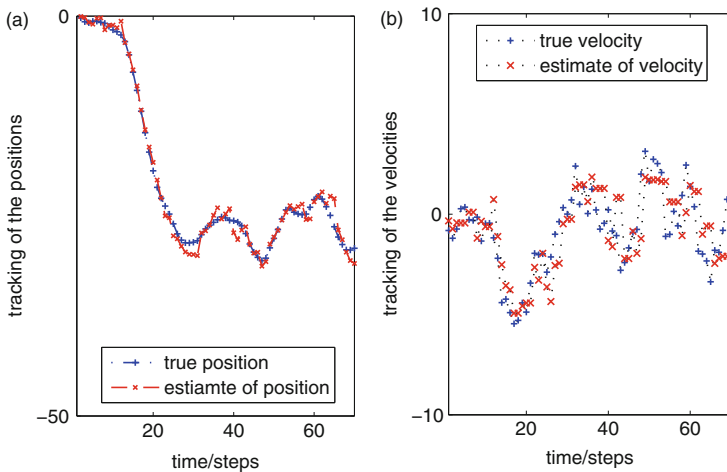 (a)
0
tracking of the positions
true position
estiamte of position
−50
20
40
60
time/steps
(b)
10
true velocity
estimate of velocity
tracking of the velocities
0
−10
20
40
60
time/steps